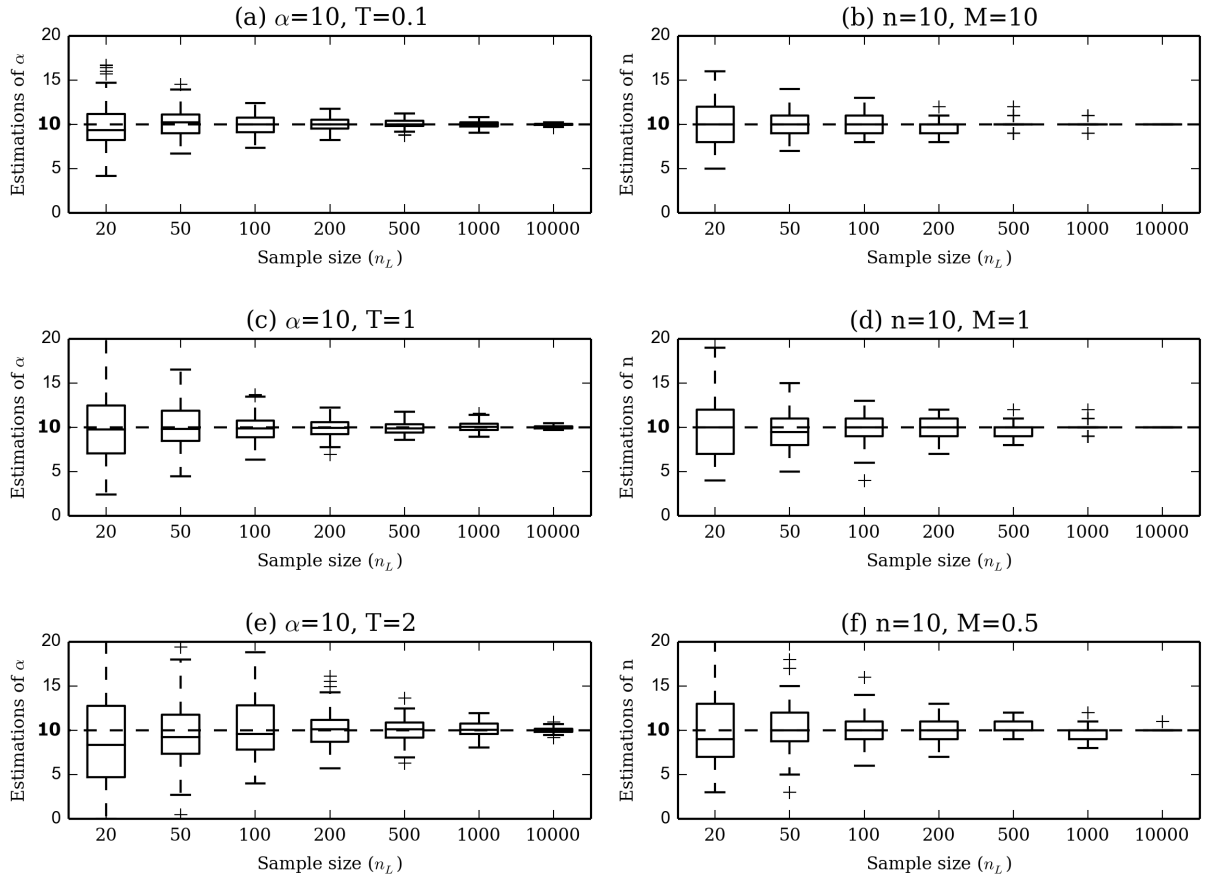 (a) α=10, T=0.1
Estimations of α
20
15
10
5
0
20 50 100 200 500 1000 10000
Sample size (n_L)
(b) n=10, M=10
Estimations of n
20
15
10
5
0
20 50 100 200 500 1000 10000
Sample size (n_L)
(c) α=10, T=1
Estimations of α
20
15
10
5
0
20 50 100 200 500 1000 10000
Sample size (n_L)
(d) n=10, M=1
Estimations of n
20
15
10
5
0
20 50 100 200 500 1000 10000
Sample size (n_L)
(e) α=10, T=2
Estimations of α
20
15
10
5
0
20 50 100 200 500 1000 10000
Sample size (n_L)
(f) n=10, M=0.5
Estimations of n
20
15
10
5
0
20 50 100 200 500 1000 10000
Sample size (n_L)